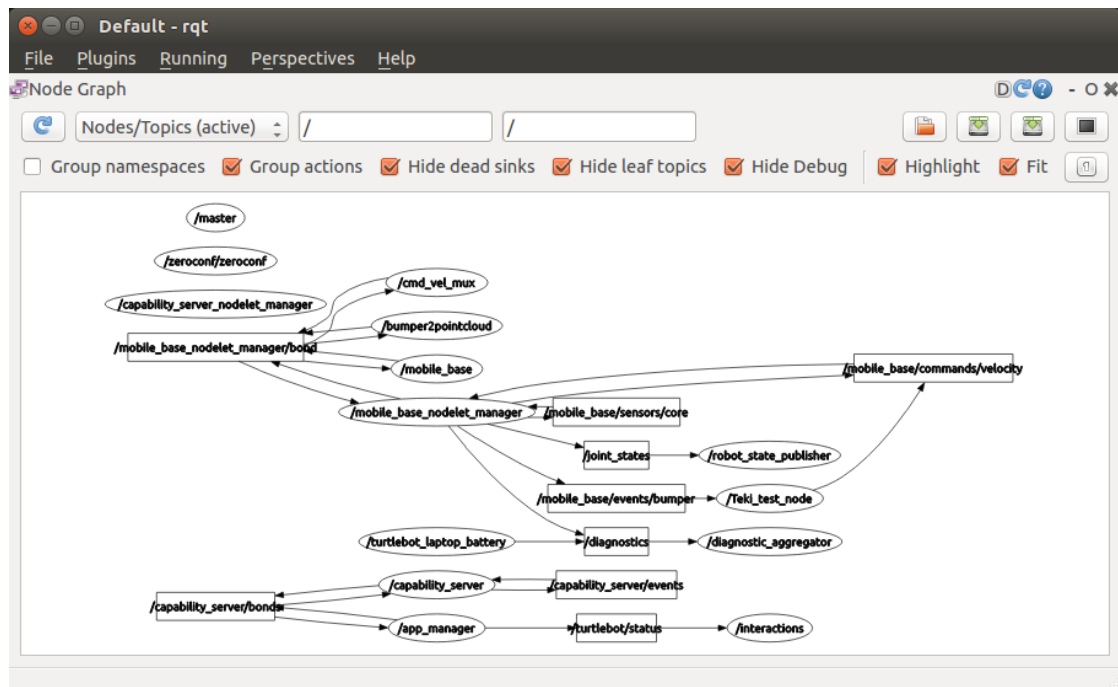 Default - rqt
File Plugins Running Perspectives Help
Node Graph
D - O
Nodes/Topics (active) / /
Group namespaces Group actions Hide dead sinks Hide leaf topics Hide Debug Highlight Fit
/master
/zeroconf/zeroconf
/cmd_vel_mux
/capability_server_nodelet_manager
/bumper2pointcloud
/mobile_base_nodelet_manager/bond
/mobile_base
/mobile_base/commands/velocity
/mobile_base_nodelet_manager
/mobile_base/sensors/core
/joint_states
/robot_state_publisher
/mobile_base/events/bumper
/Teki_test_node
/turtlebot_laptop_battery
/diagnostics
/diagnostic_aggregator
/capability_server
/capability_server/events
/capability_server/bonds
/app_manager
/turtlebot/status
/interactions